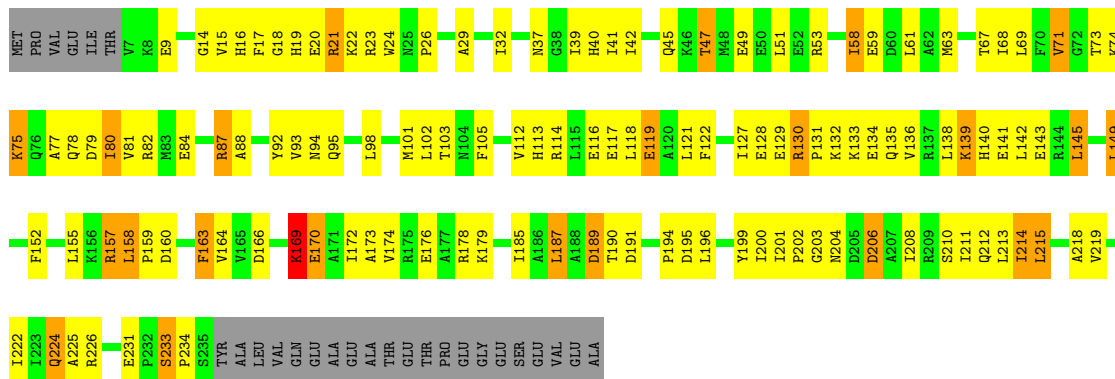 MET PRO VAL GLU ILE THR V7 K8 E9 G14 V15 H16 F17 G18 H19 E20 R21 K22 R23 W24 N25 P26 A29 I32 N37 G38 I39 H40 I41 I42 Q45 K46 T47 M48 E49 E50 L51 E52 R53 I58 E59 D60 L61 A62 M63 T67 I68 L69 F70 V71 G72 T73 K74
K75 Q76 A77 Q78 D79 I80 V81 R82 M83 E84 R87 A88 Y92 V93 N94 Q95 L98 M101 L102 T103 N104 F105 V112 H113 R114 L115 E116 E117 L118 E119 A120 L121 F122 I127 E128 E129 R130 P131 K132 K133 E134 Q135 V136 R137 L138 K139 H140 E141 L142 E143 R144 L145 L149
F152 L155 K156 R157 L158 P159 D160 F163 V164 V165 D166 K169 E170 A171 I172 A173 V174 R175 E176 A177 R178 K179 I185 A186 L187 A188 D189 T190 D191 P194 D195 L196 Y199 I200 I201 P202 G203 N204 D205 D206 A207 I208 R209 S210 I211 Q212 L213 I214 L215 A218 V219
I222 I223 Q224 A225 R226 E231 P232 S233 P234 S235 TYR ALA LEU VAL GLN GLU ALA GLU ALA THR GLU THR PRO GLU GLY GLU SER GLU VAL GLU ALA